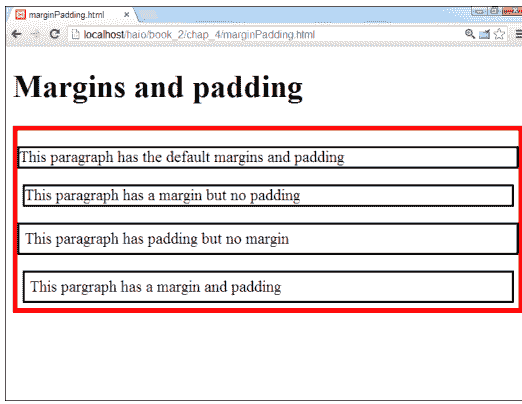 marginPadding.html
localhost/haio/book_2/chap_4/marginPadding.html
Margins and padding
This paragraph has the default margins and padding
This paragraph has a margin but no padding
This paragraph has padding but no margin
This pargraph has a margin and padding